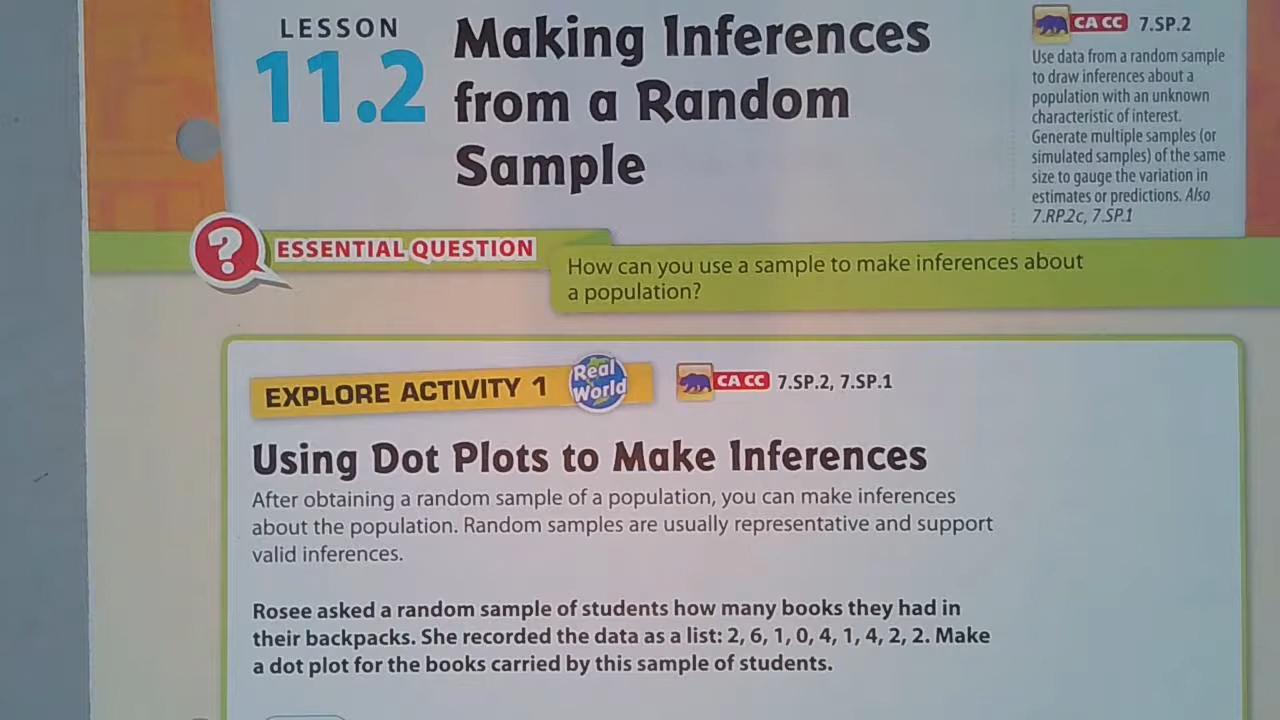 LESSON
11.2
Making Inferences
from a Random
Sample
CA CC 7.SP.2
Use data from a random sample
to draw inferences about a
population with an unknown
characteristic of interest.
Generate multiple samples (or
simulated samples) of the same
size to gauge the variation in
estimates or predictions. Also
7.RP.2c, 7.SP.1
? ESSENTIAL QUESTION
How can you use a sample to make inferences about
a population?
EXPLORE ACTIVITY 1
Real
World
CA CC 7.SP.2, 7.SP.1
Using Dot Plots to Make Inferences
After obtaining a random sample of a population, you can make inferences
about the population. Random samples are usually representative and support
valid inferences.
Rosee asked a random sample of students how many books they had in
their backpacks. She recorded the data as a list: 2, 6, 1, 0, 4, 1, 4, 2, 2. Make
a dot plot for the books carried by this sample of students.